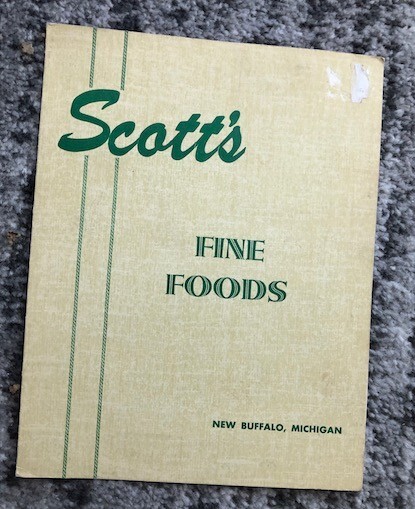 Scott's
FINE
FOODS
NEW BUFFALO, MICHIGAN